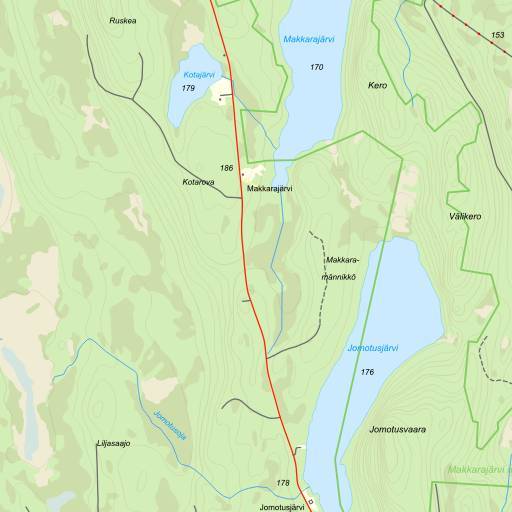 Ruskea
153
Makkarajärvi
170
Kotajärvi
179
Kero
186
Kotarova
Makkarajärvi
Välikero
Makkara-
männikkö
Jomotusjärvi
176
Jomotusoja
Jomotusvaara
Liljasaajo
Makkarajärvi
178
Jomotusjärvi